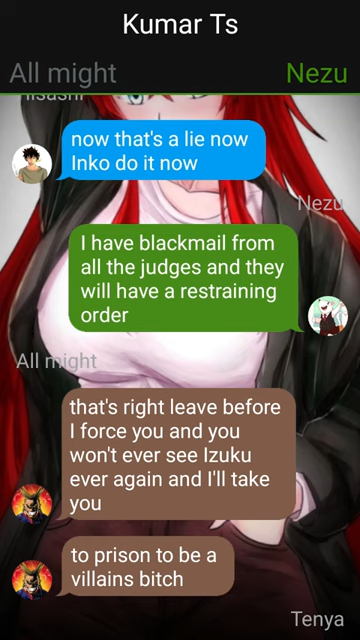 Kumar Ts
All might
Nezu
Hisashi
now that's a lie now
Inko do it now
Nezu
I have blackmail from
all the judges and they
will have a restraining
order
All might
that's right leave before
I force you and you
won't ever see Izuku
ever again and I'll take
you
to prison to be a
villains bitch
Tenya